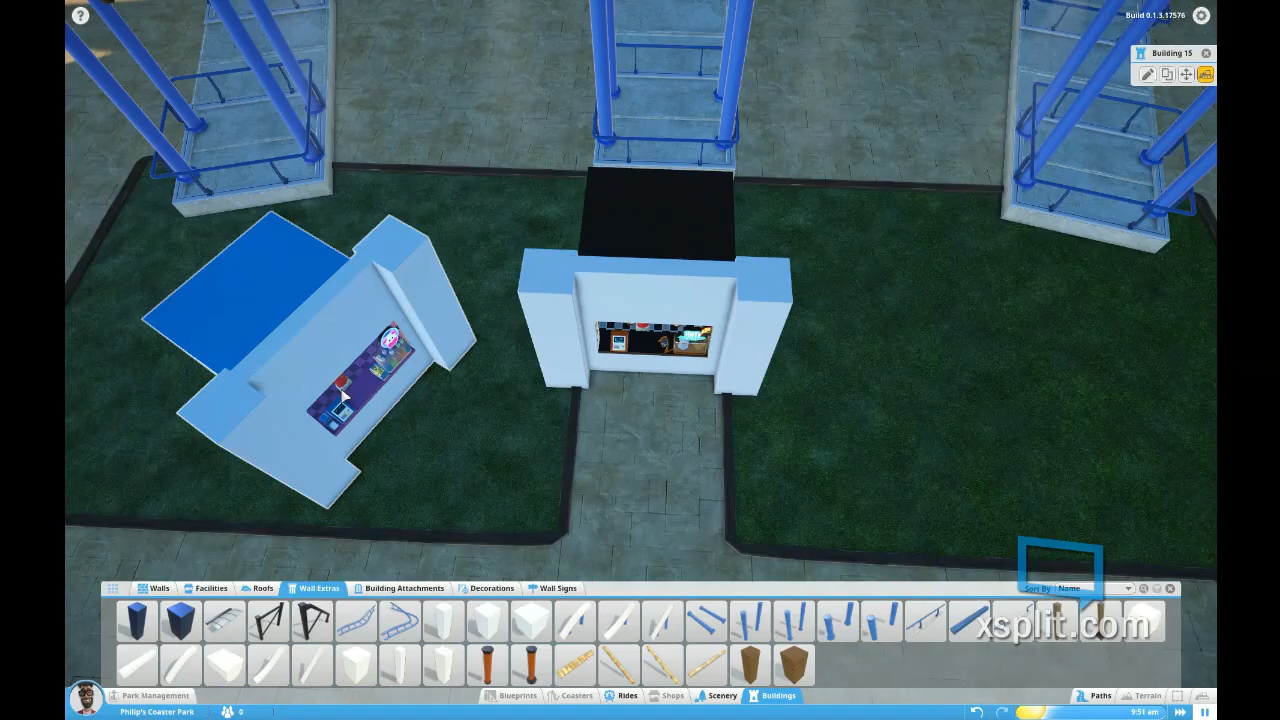 ?
Build 0.1.3.17576
Building 15
Walls Facilities Roofs Wall Extras Building Attachments Decorations Wall Signs
Sort By Name
xsplit.com
Park Management Blueprints Coasters Rides Shops Scenery Buildings Paths Terrain
Philip's Coaster Park 0 9:51 am